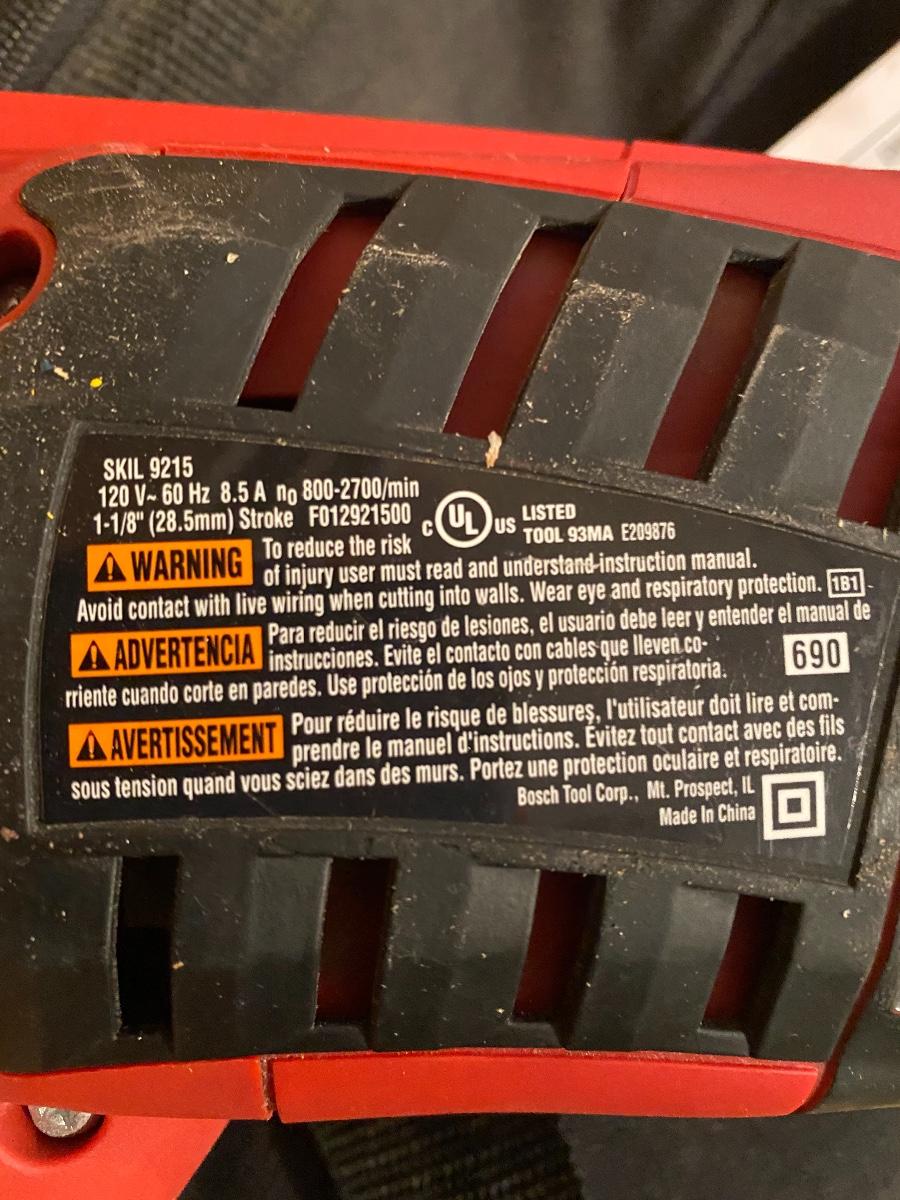 SKIL 9215
120 V~ 60 Hz 8.5 A n0 800-2700/min
1-1/8" (28.5mm) Stroke F012921500
C UL US LISTED
TOOL 93MA E209876
WARNING To reduce the risk
of injury user must read and understand instruction manual.
Avoid contact with live wiring when cutting into walls. Wear eye and respiratory protection. 1B1
ADVERTENCIA Para reducir el riesgo de lesiones, el usuario debe leer y entender el manual de
instrucciones. Evite el contacto con cables que lleven co-
rriente cuando corte en paredes. Use protección de los ojos y protección respiratoria.
690
AVERTISSEMENT Pour réduire le risque de blessures, l'utilisateur doit lire et com-
prendre le manuel d'instructions. Évitez tout contact avec des fils
sous tension quand vous sciez dans des murs. Portez une protection oculaire et respiratoire.
Bosch Tool Corp., Mt. Prospect, IL
Made In China